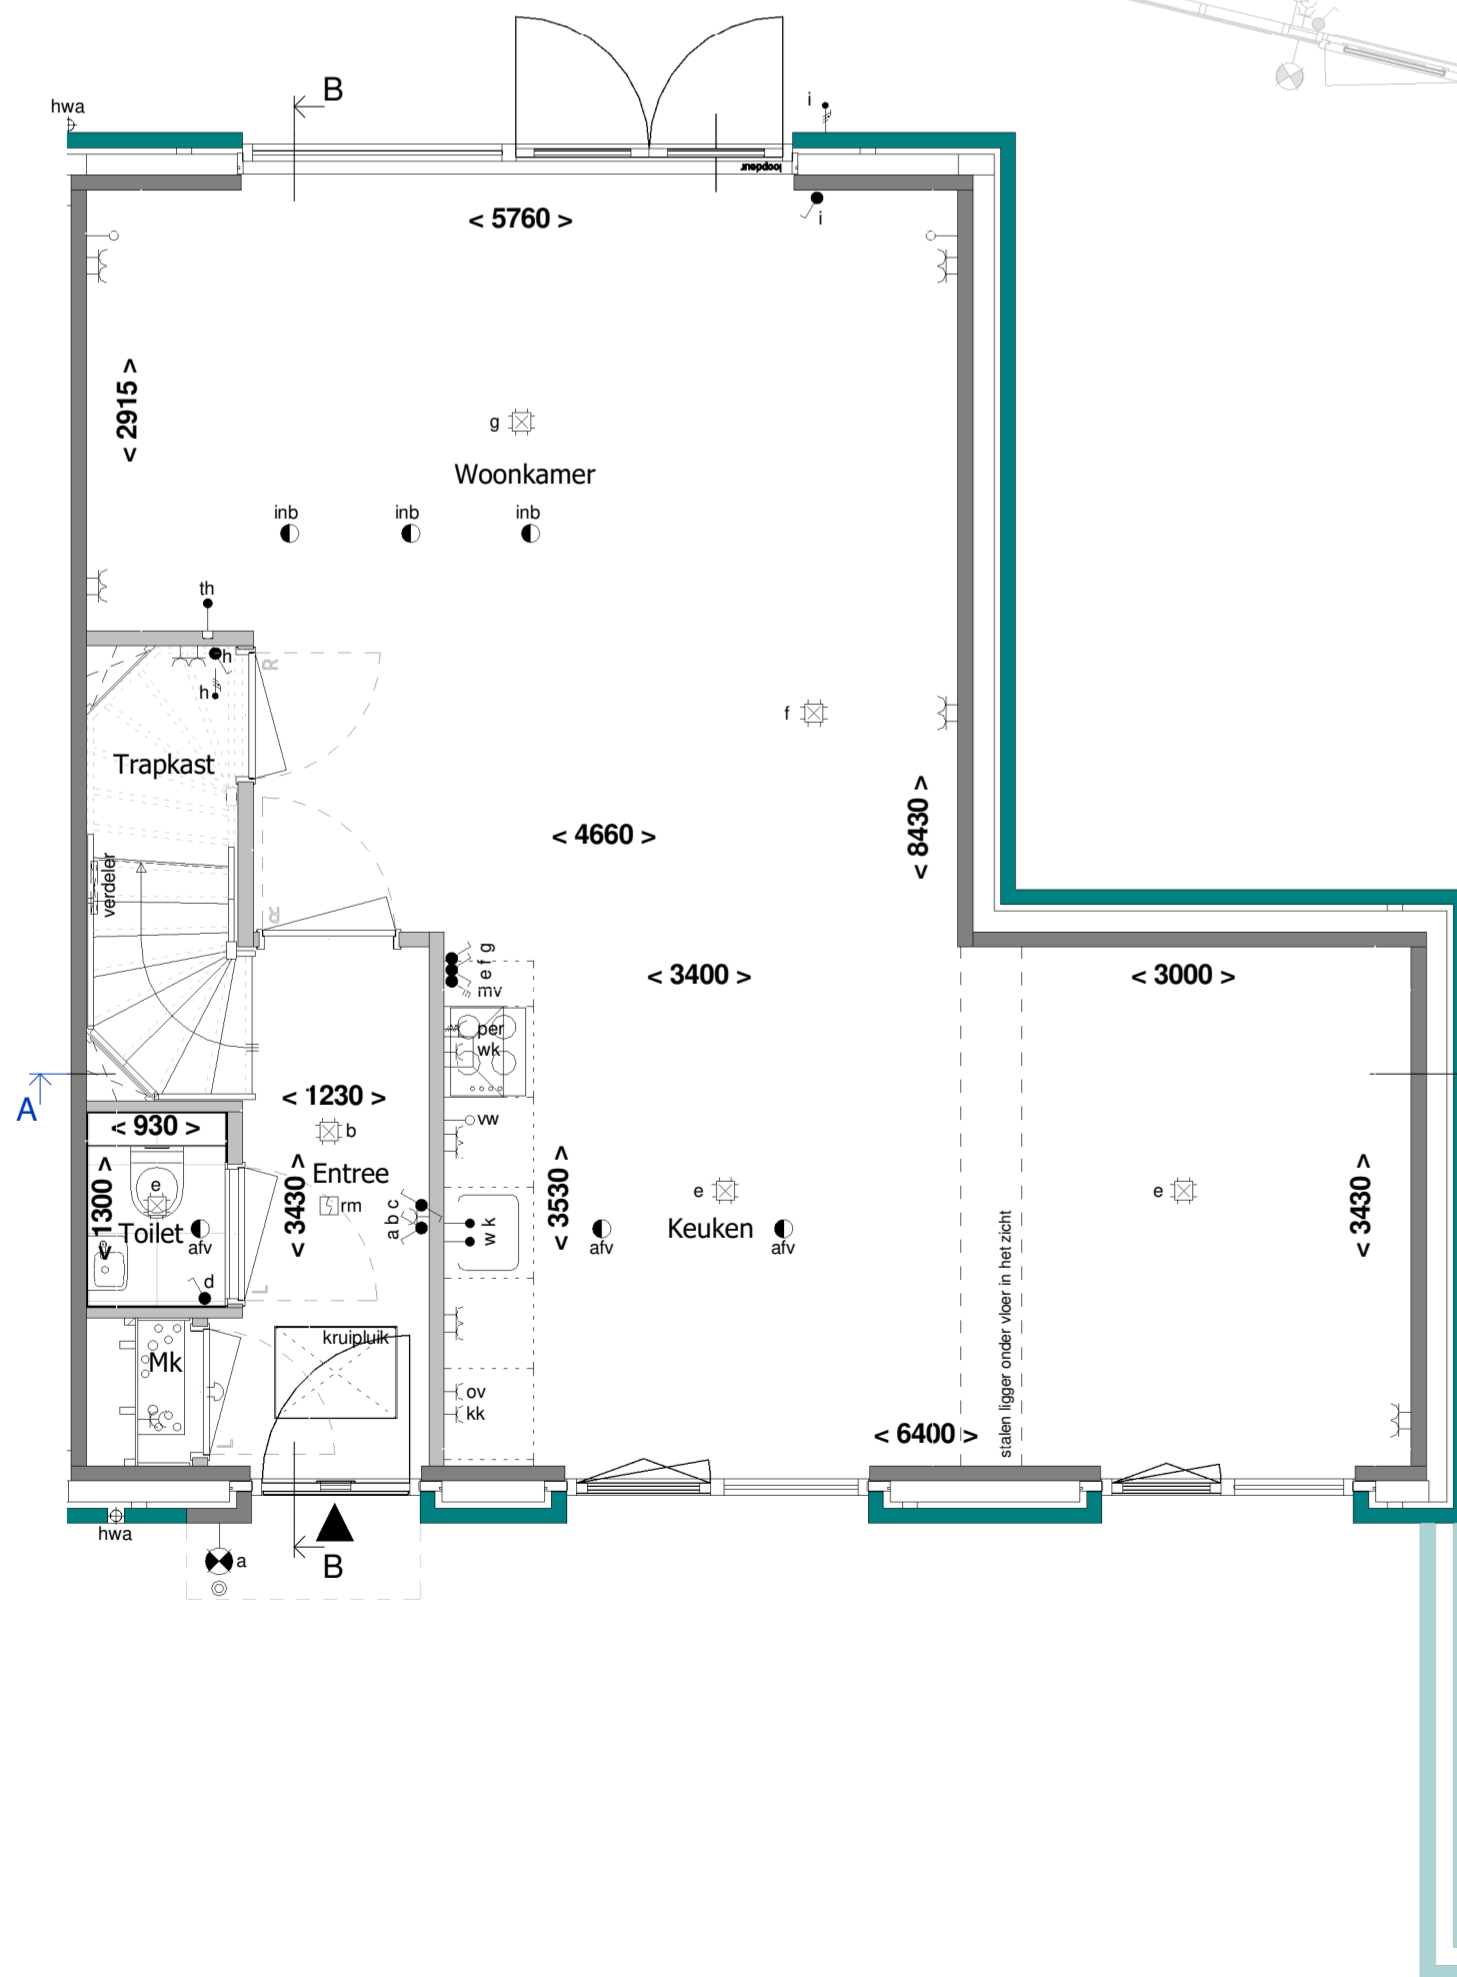 B
hwa
i
loopdeur
< 5760 >
i
< 2915 >
g
Woonkamer
inb
inb
inb
th
h
h
f
Trapkast
R
< 4660 >
< 8430 >
verdeler
R
e f g
mv
< 3400 >
< 3000 >
per
wk
A
< 1230 >
< 930 >
vw
b
Entree
e
< 1300 >
< 3430 >
rm
a b c
w k
< 3530 >
e
e
< 3430 >
Toilet
afv
afv
Keuken
afv
d
L
stalen ligger onder vloer in het zicht
kruipluik
Mk
ov
kk
L
< 6400 >
hwa
a
B